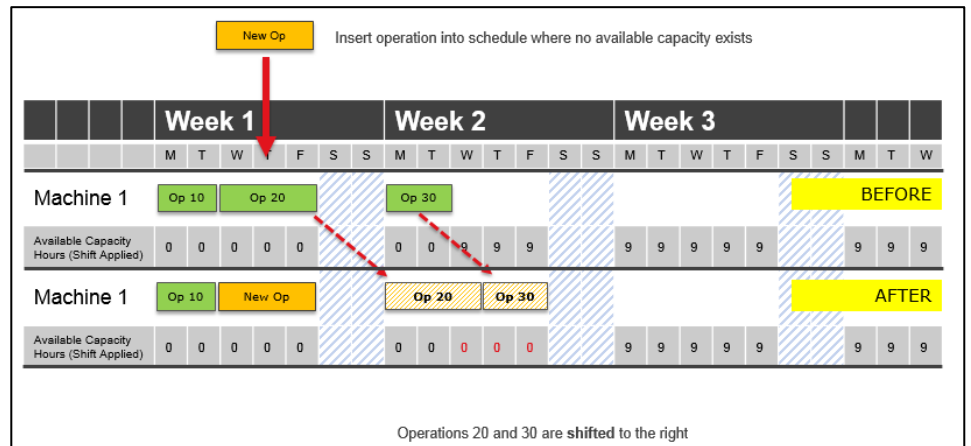 New Op
Insert operation into schedule where no available capacity exists
Week 1 Week 2 Week 3
M T W T F S S M T W T F S S M T W T F S S M T W
Machine 1 Op 10 Op 20 Op 30 BEFORE
Available Capacity
Hours (Shift Applied) 0 0 0 0 0 0 0 9 9 9 9 9 9 9 9 9 9 9
Machine 1 Op 10 New Op Op 20 Op 30 AFTER
Available Capacity
Hours (Shift Applied) 0 0 0 0 0 0 0 0 0 0 9 9 9 9 9 9 9 9
Operations 20 and 30 are shifted to the right